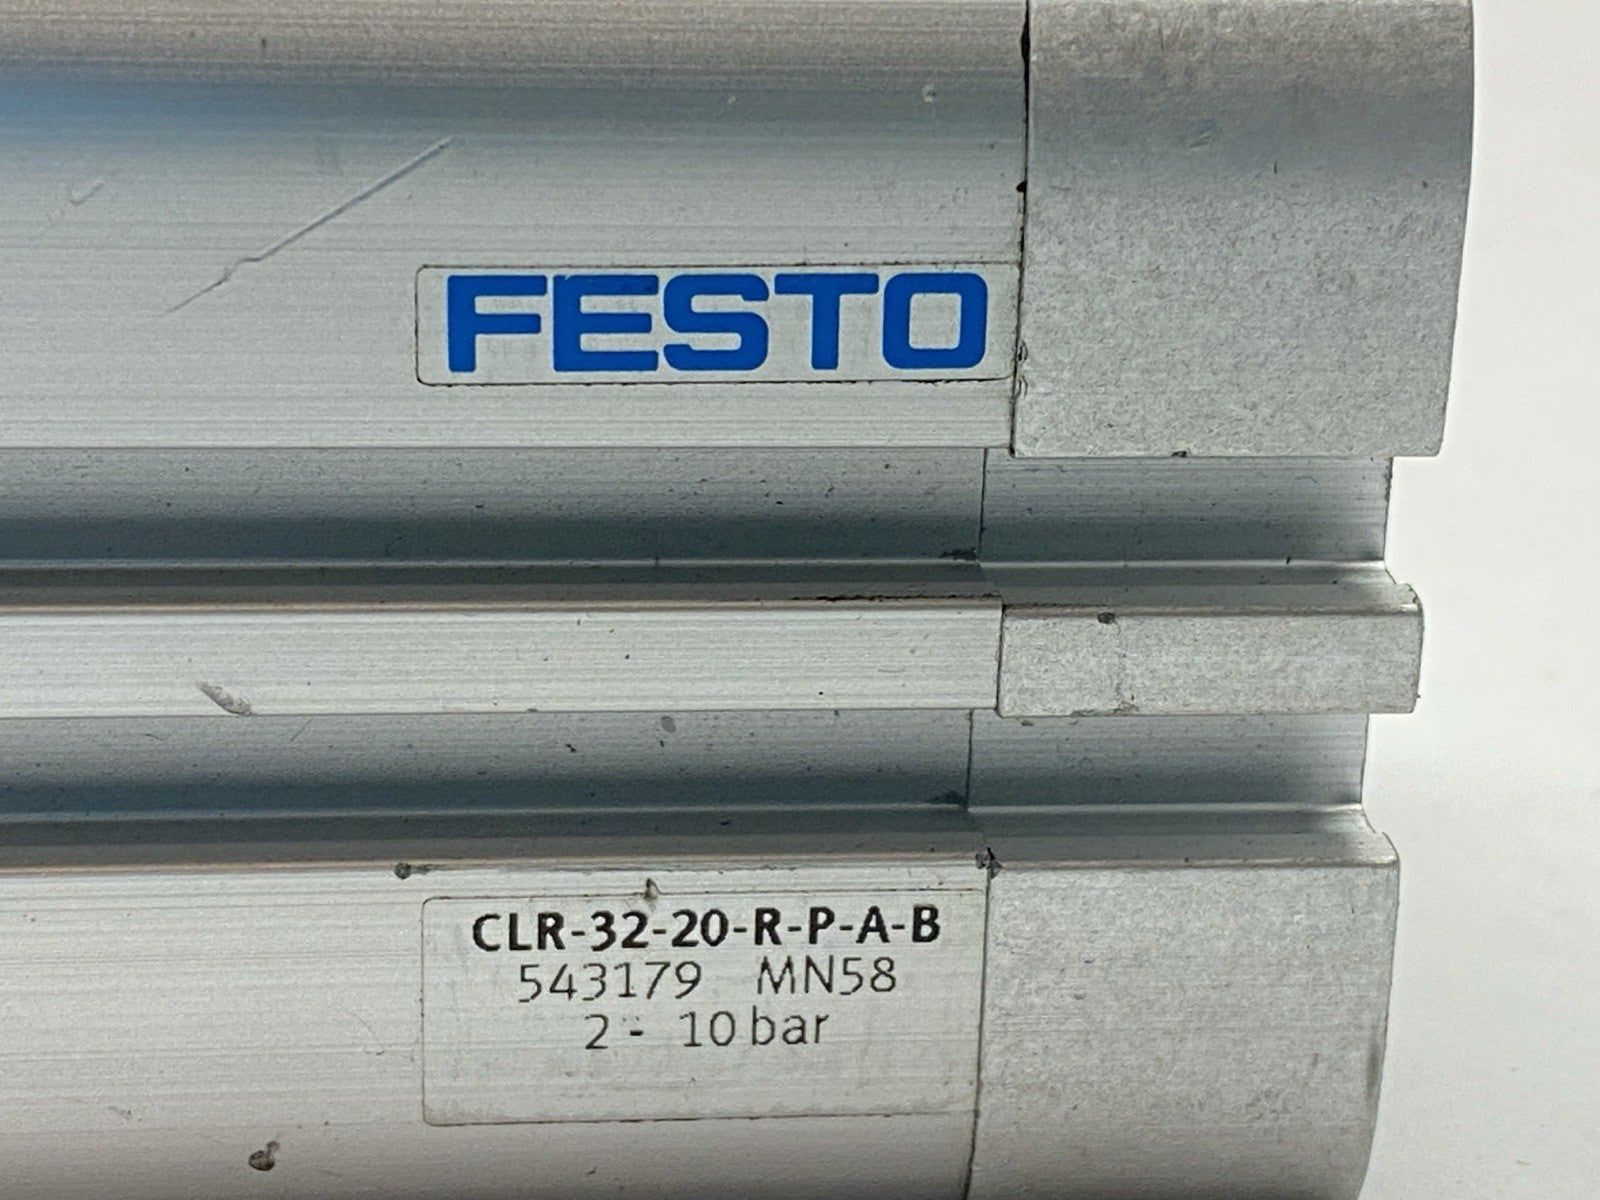 FESTO
CLR-32-20-R-P-A-B
543179 MN58
2 - 10 bar